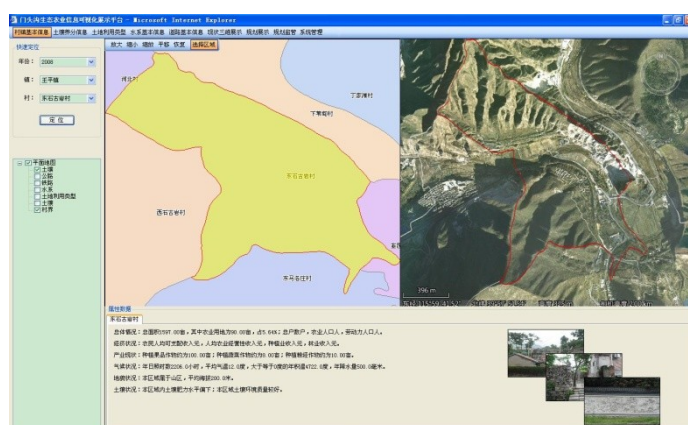 门头沟生态农业信息可视化展示平台 - Microsoft Internet Explorer
村镇基本信息 土壤养分信息 土地利用类型 水系基本信息 道路基本信息 现状三维展示 规划展示 规划监管 系统管理
快速定位
放大 缩小 缩放 平移 恢复 选择区域
年份： 2006
镇： 王平镇
村： 东石古岩村
定 位
平面地图
土壤
公路
铁路
水系
土地利用类型
土壤
村界
河北村
丁家滩村
下苇甸村
东石古岩村
西石古岩村
东马各庄村
396 m
属性数据
东石古岩村
总体情况：总面积1597.00亩，其中农业用地为90.00亩，占5.64%；总户数户，农业人口人，劳动力人口人。
经济状况：农民人均可支配收入元，人均农业经营性收入元，种植业收入元，林业收入元。
产业现状：种植果品作物约为100.00亩；种植蔬菜作物约为0.00亩；种植粮经作物约为10.00亩。
气候状况：年日照时数2206.0小时，平均气温12.0度，大于等于0度的年积温4722.0度，年降水量500.0毫米。
地貌状况：本区域属于山区，平均海拔200.0米。
土壤状况：本区域内土壤肥力水平偏下；本区域土壤环境质量较好。